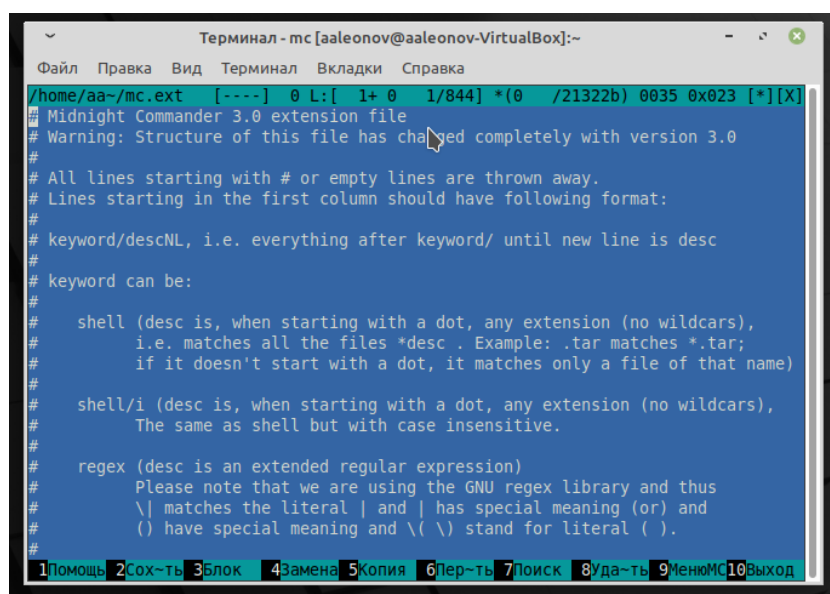 Терминал - mc [aaleonov@aaleonov-VirtualBox]:~
Файл Правка Вид Терминал Вкладки Справка
/home/aa~/mc.ext [----] 0 L:[ 1+ 0 1/844] *(0 /21322b) 0035 0x023 [*][X]
# Midnight Commander 3.0 extension file
# Warning: Structure of this file has changed completely with version 3.0
#
# All lines starting with # or empty lines are thrown away.
# Lines starting in the first column should have following format:
#
# keyword/descNL, i.e. everything after keyword/ until new line is desc
#
# keyword can be:
#
# shell (desc is, when starting with a dot, any extension (no wildcars),
# i.e. matches all the files *desc . Example: .tar matches *.tar;
# if it doesn't start with a dot, it matches only a file of that name)
#
# shell/i (desc is, when starting with a dot, any extension (no wildcars),
# The same as shell but with case insensitive.
#
# regex (desc is an extended regular expression)
# Please note that we are using the GNU regex library and thus
# \| matches the literal | and | has special meaning (or) and
# () have special meaning and \( \) stand for literal ( ).
#
1Помощь 2Сох~ть 3Блок 4Замена 5Копия 6Пер~ть 7Поиск 8Уда~ть 9МенюМС 10Выход